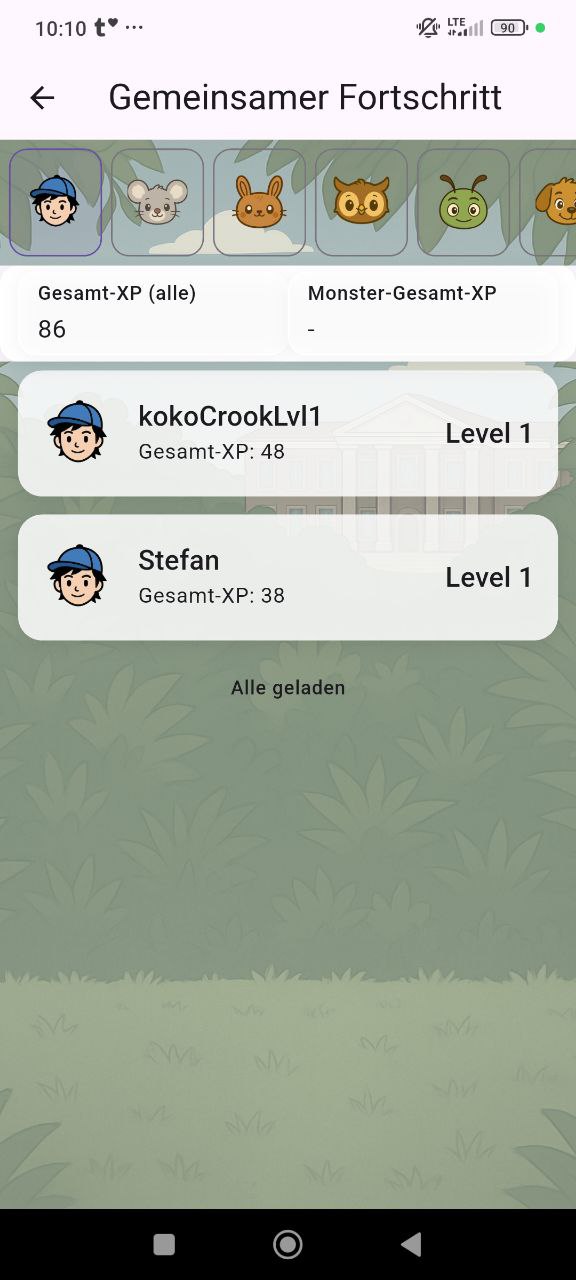 10:10 t
LTE
90
Gemeinsamer Fortschritt
Gesamt-XP (alle)
86
Monster-Gesamt-XP
-
kokoCrookLvl1
Gesamt-XP: 48
Level 1
Stefan
Gesamt-XP: 38
Level 1
Alle geladen